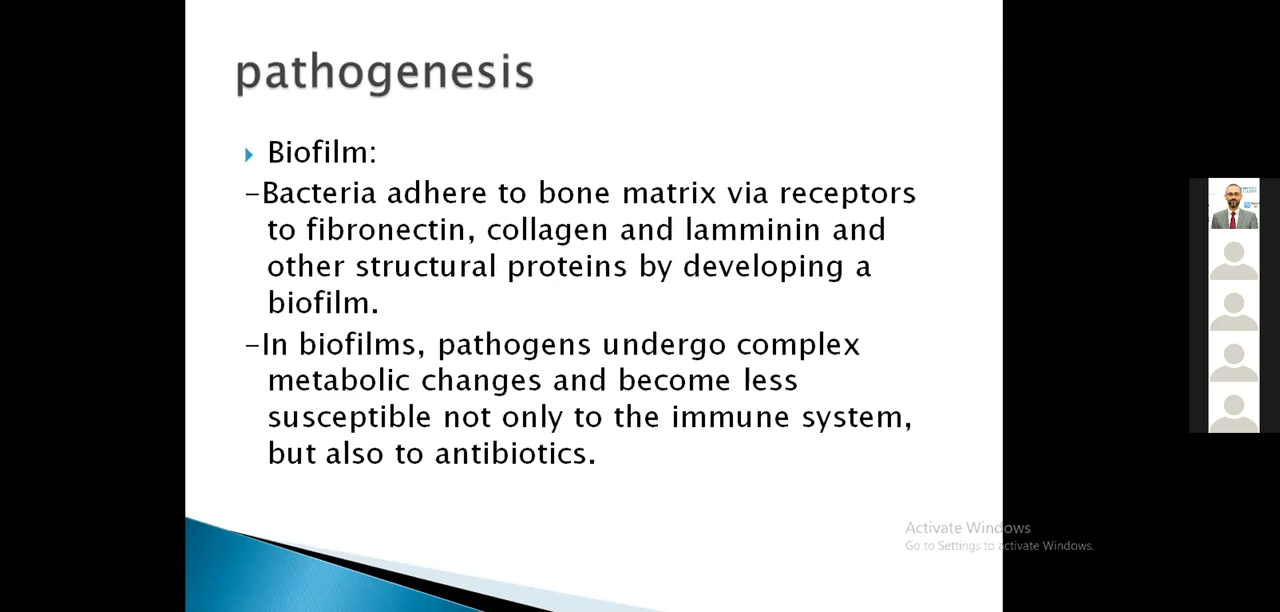 pathogenesis
Biofilm:
–Bacteria adhere to bone matrix via receptors
to fibronectin, collagen and lamminin and
other structural proteins by developing a
biofilm.
–In biofilms, pathogens undergo complex
metabolic changes and become less
susceptible not only to the immune system,
but also to antibiotics.
Activate Windows
Go to Settings to activate Windows.